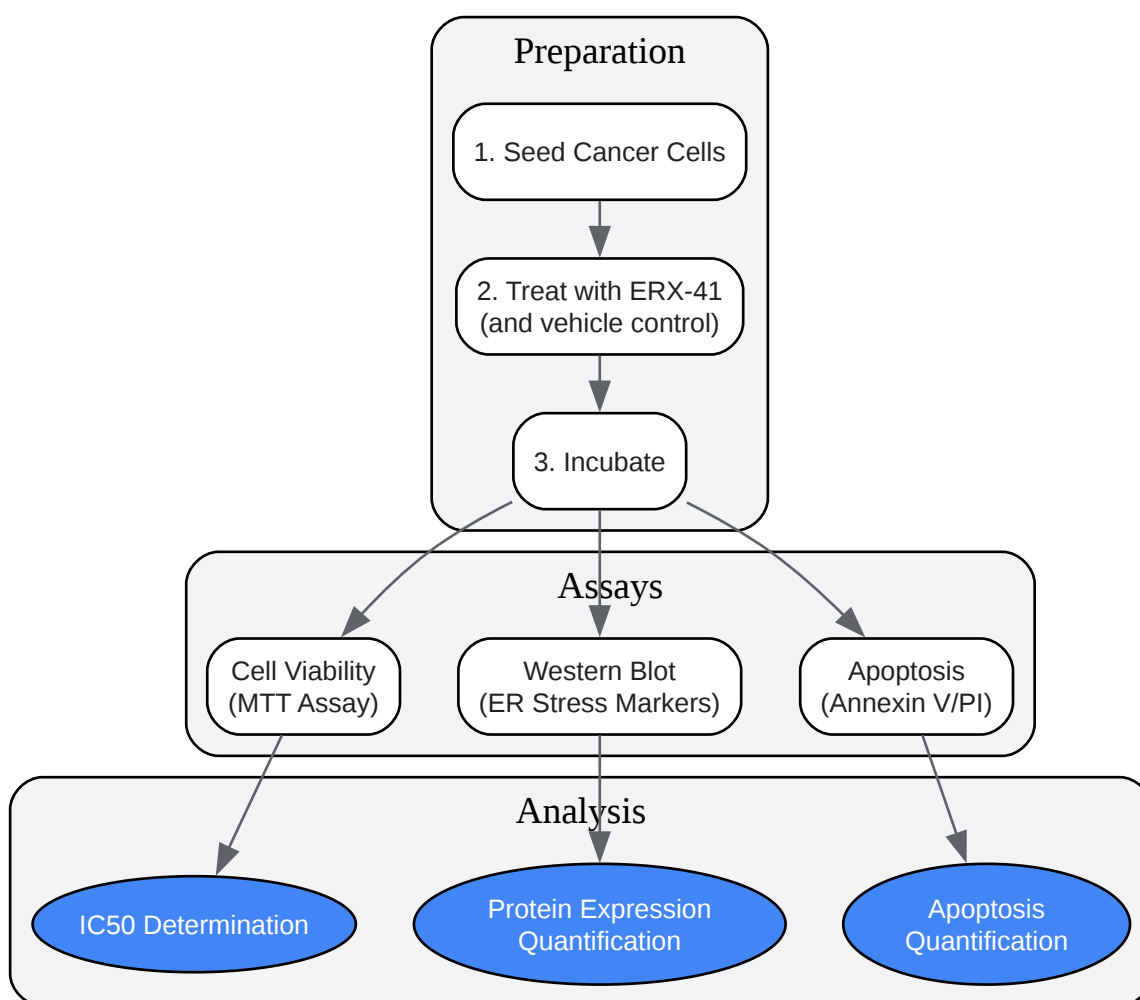 Preparation
1. Seed Cancer Cells
2. Treat with ERX-41
(and vehicle control)
3. Incubate
Assays
Cell Viability
(MTT Assay)
Western Blot
(ER Stress Markers)
Apoptosis
(Annexin V/PI)
Analysis
IC50 Determination
Protein Expression
Quantification
Apoptosis
Quantification